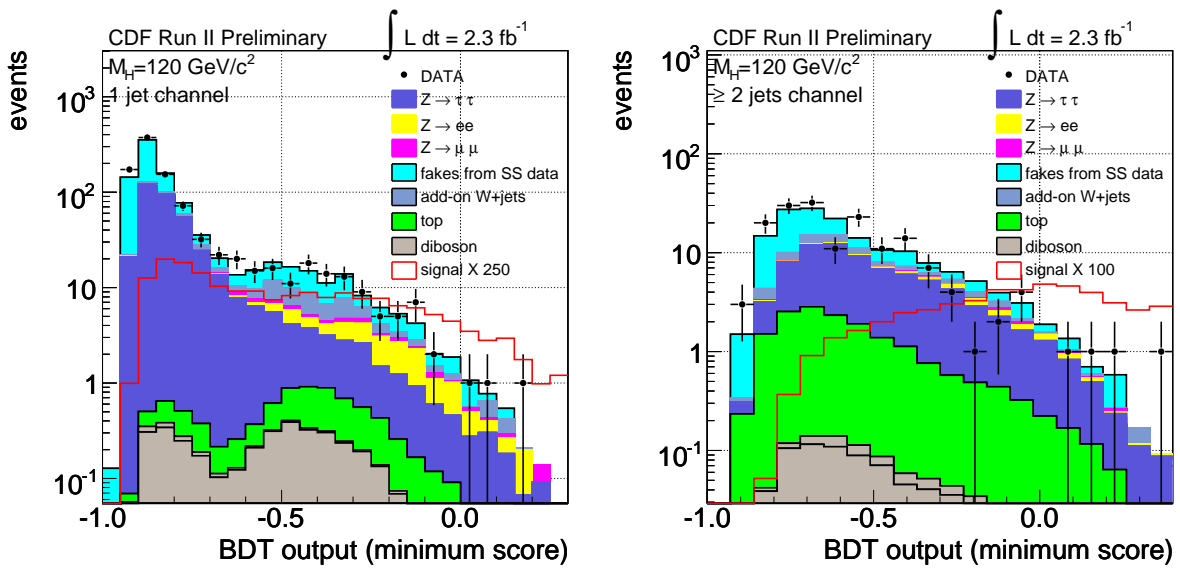 CDF Run II Preliminary
∫ L dt = 2.3 fb⁻¹
M_H=120 GeV/c²
1 jet channel
DATA
Z → τ τ
Z → ee
Z → μ μ
fakes from SS data
add-on W+jets
top
diboson
signal X 250
events
10³
10²
10
1
10⁻¹
-1.0
-0.5
0.0
BDT output (minimum score)
CDF Run II Preliminary
∫ L dt = 2.3 fb⁻¹
M_H=120 GeV/c²
≥ 2 jets channel
DATA
Z → τ τ
Z → ee
Z → μ μ
fakes from SS data
add-on W+jets
top
diboson
signal X 100
events
10³
10²
10
1
10⁻¹
-1.0
-0.5
0.0
BDT output (minimum score)